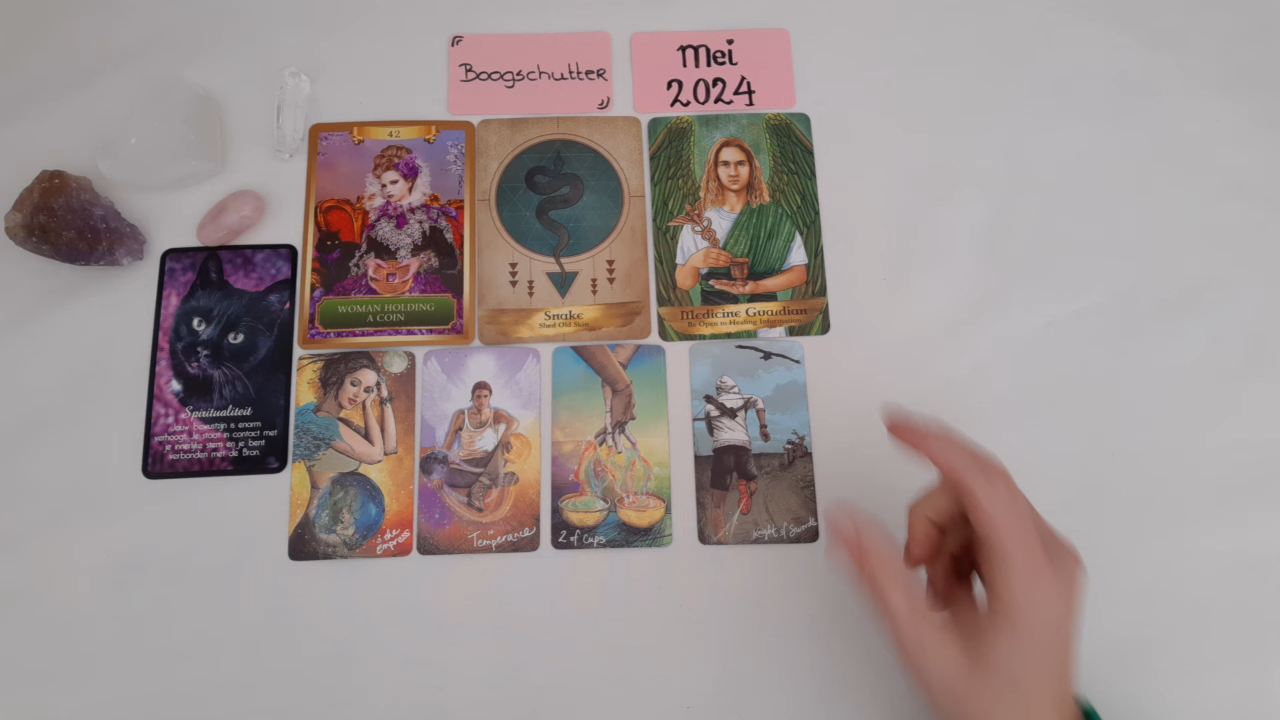 Boogschutter
Mei
2024
42
WOMAN HOLDING
A COIN
Snake
Shed Old Skin
Medicine Guardian
Be Open to Healing Information
Spiritualiteit
Jouw bewustzijn is enorm
verhoogt. Je staat in contact met
je innerlijke stem en je bent
verbonden met de Bron.
3 the
empress
Temperance
2 of cups
Knight of Swords